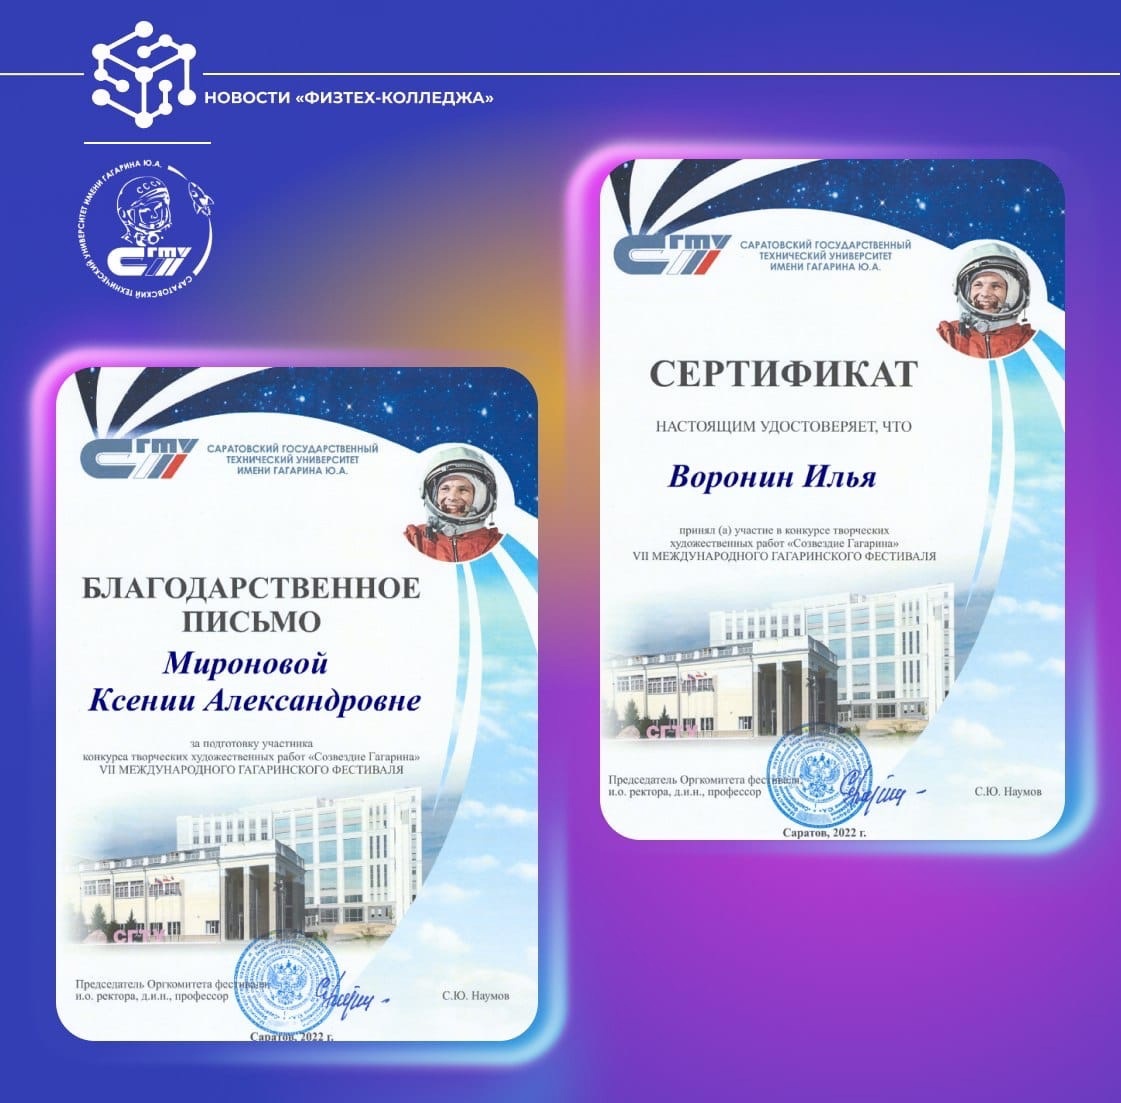 НОВОСТИ «ФИЗТЕХ-КОЛЛЕДЖА»
САРАТОВСКИЙ ТЕХНИЧЕСКИЙ УНИВЕРСИТЕТ ИМЕНИ ГАГАРИНА Ю.А.
СССР
СГТУ
СГТУ
САРАТОВСКИЙ ГОСУДАРСТВЕННЫЙ
ТЕХНИЧЕСКИЙ УНИВЕРСИТЕТ
ИМЕНИ ГАГАРИНА Ю.А.
БЛАГОДАРСТВЕННОЕ
ПИСЬМО
Мироновой
Ксении Александровне
за подготовку участника
конкурса творческих художественных работ «Созвездие Гагарина»
VII МЕЖДУНАРОДНОГО ГАГАРИНСКОГО ФЕСТИВАЛЯ
СГТУ
Председатель Оргкомитета фестиваля,
и.о. ректора, д.и.н., профессор
С.Ю. Наумов
Саратов, 2022 г.
СГТУ
САРАТОВСКИЙ ГОСУДАРСТВЕННЫЙ
ТЕХНИЧЕСКИЙ УНИВЕРСИТЕТ
ИМЕНИ ГАГАРИНА Ю.А.
СЕРТИФИКАТ
НАСТОЯЩИМ УДОСТОВЕРЯЕТ, ЧТО
Воронин Илья
принял (а) участие в конкурсе творческих
художественных работ «Созвездие Гагарина»
VII МЕЖДУНАРОДНОГО ГАГАРИНСКОГО ФЕСТИВАЛЯ
СГТУ
Председатель Оргкомитета фестиваля,
и.о. ректора, д.и.н., профессор
С.Ю. Наумов
Саратов, 2022 г.